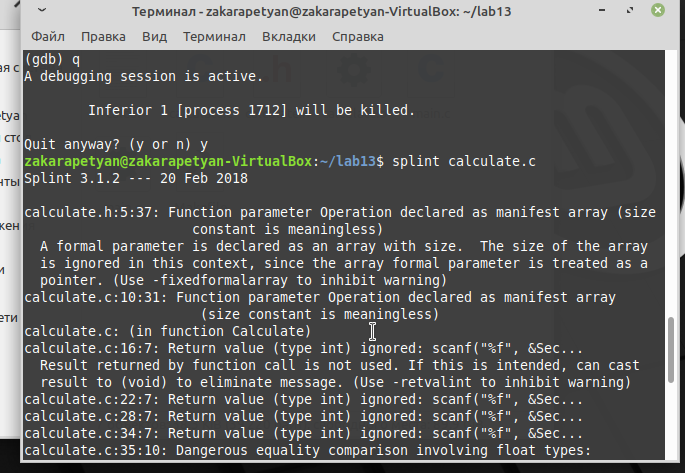 Терминал - zakarapetyan@zakarapetyan-VirtualBox: ~/lab13
Файл Правка Вид Терминал Вкладки Справка
(gdb) q
A debugging session is active.
Inferior 1 [process 1712] will be killed.
Quit anyway? (y or n) y
zakarapetyan@zakarapetyan-VirtualBox:~/lab13$ splint calculate.c
Splint 3.1.2 --- 20 Feb 2018
calculate.h:5:37: Function parameter Operation declared as manifest array (size
constant is meaningless)
A formal parameter is declared as an array with size.  The size of the array
is ignored in this context, since the array formal parameter is treated as a
pointer. (Use -fixedformalarray to inhibit warning)
calculate.c:10:31: Function parameter Operation declared as manifest array
(size constant is meaningless)
calculate.c: (in function Calculate)
calculate.c:16:7: Return value (type int) ignored: scanf("%f", &Sec...
Result returned by function call is not used. If this is intended, can cast
result to (void) to eliminate message. (Use -retvalint to inhibit warning)
calculate.c:22:7: Return value (type int) ignored: scanf("%f", &Sec...
calculate.c:28:7: Return value (type int) ignored: scanf("%f", &Sec...
calculate.c:34:7: Return value (type int) ignored: scanf("%f", &Sec...
calculate.c:35:10: Dangerous equality comparison involving float types: